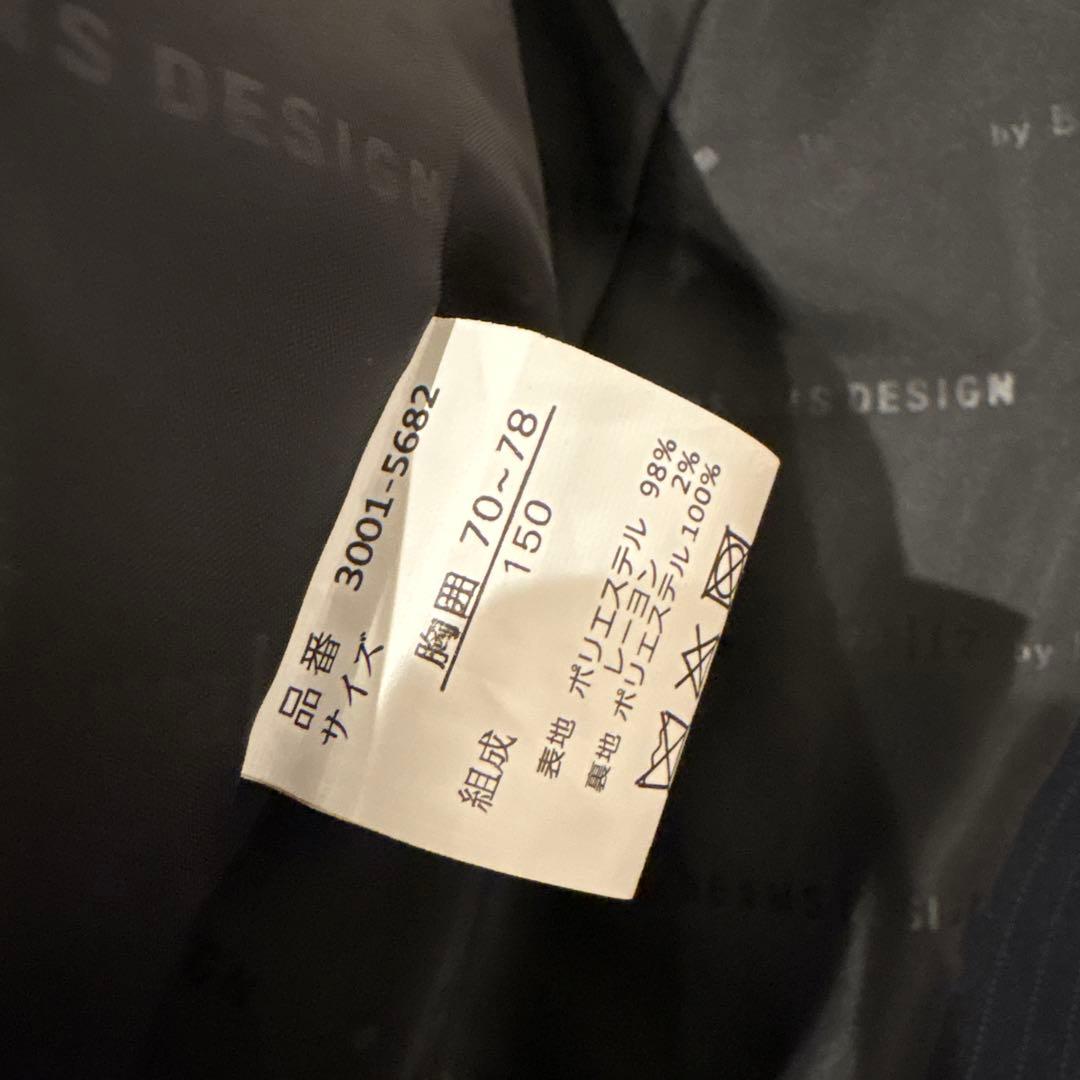 S DESIGN
by B
S DESIGN
by
品番 3001-5682
サイズ
胸囲 70~78
150
組成
表地 ポリエステル 98%
レーヨン 2%
裏地 ポリエステル 100%